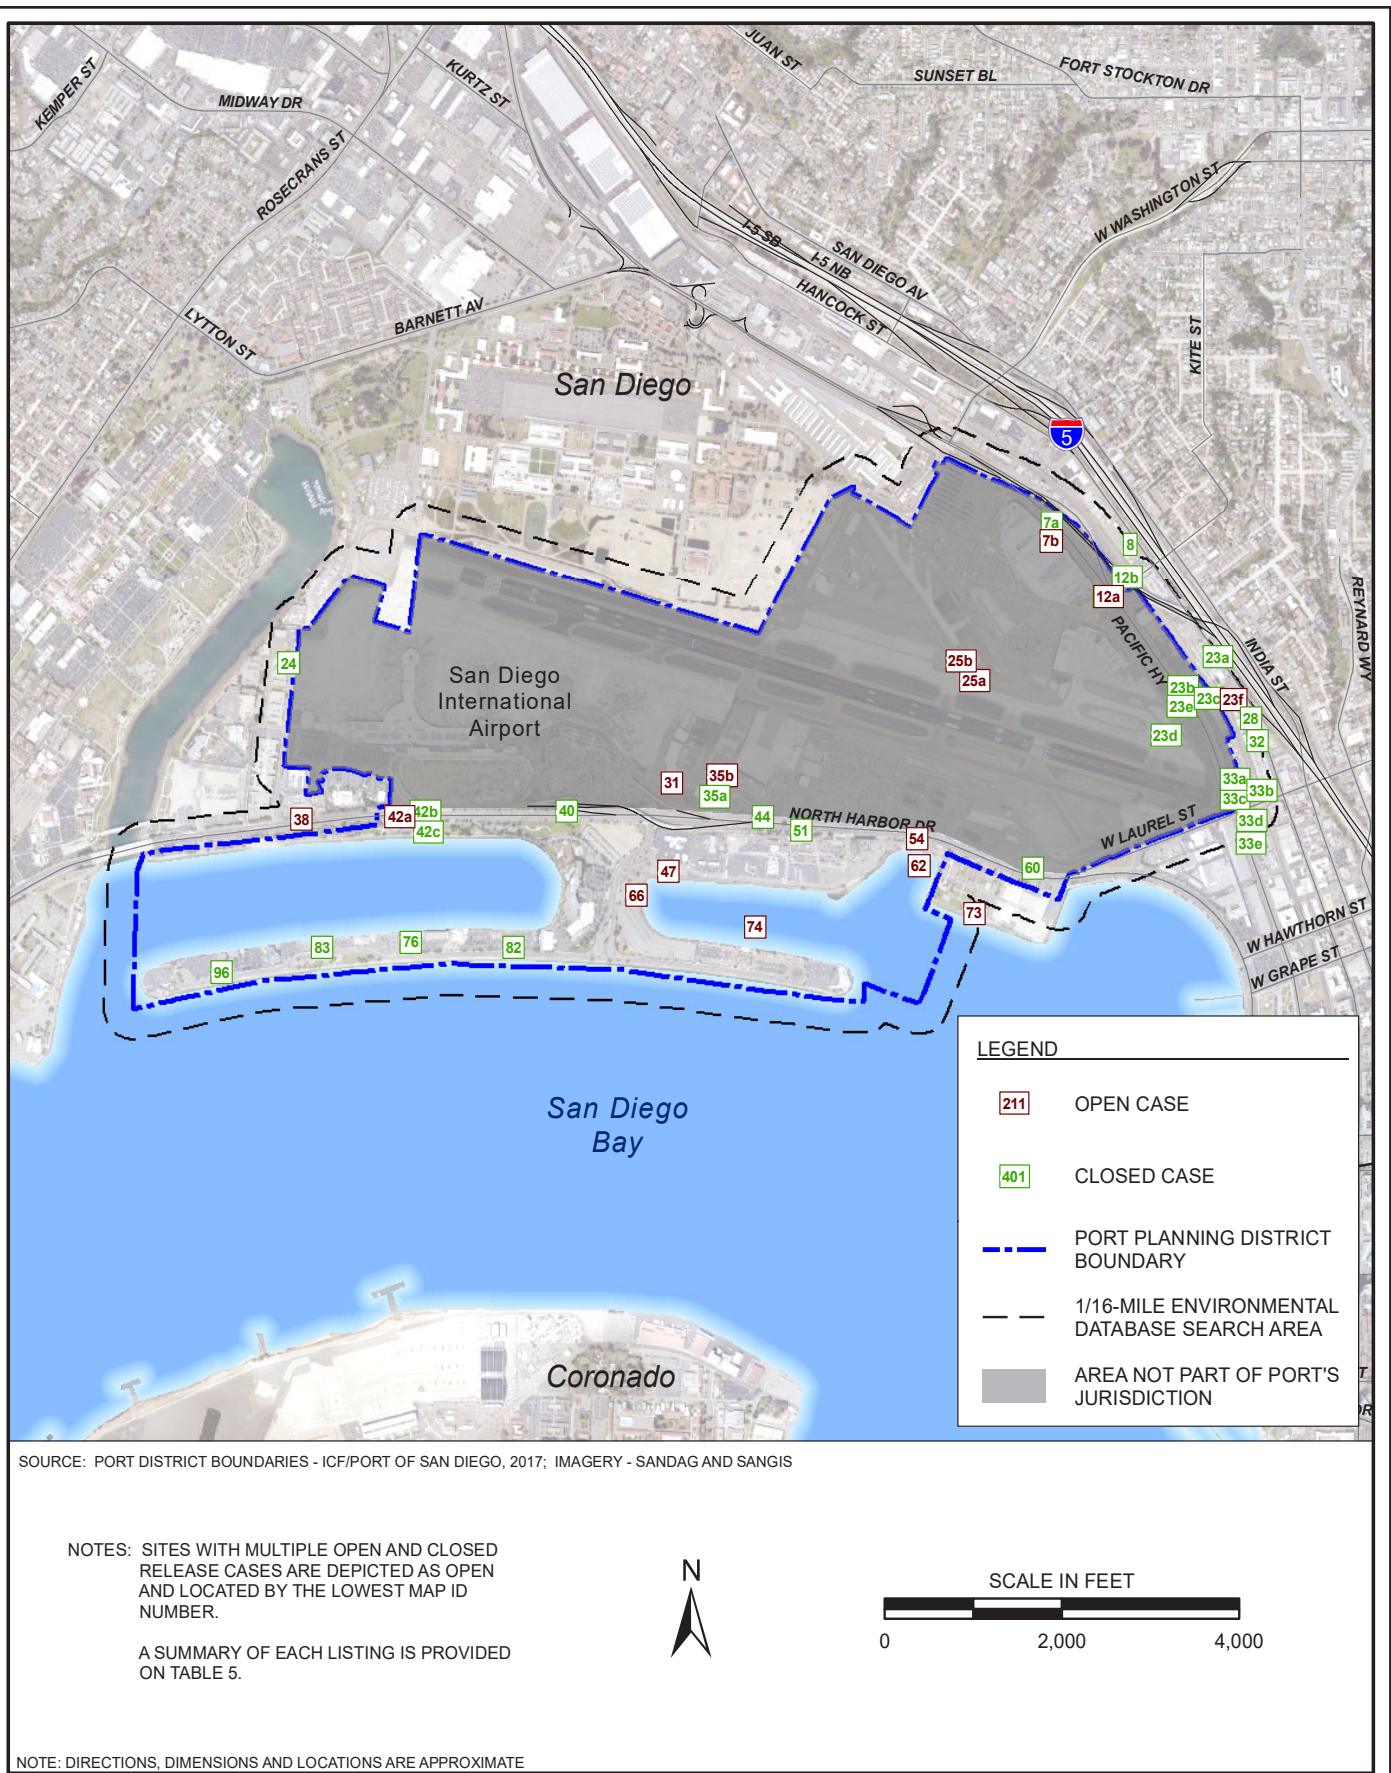 JUAN ST
SUNSET BL
FORT STOCKTON DR
KEMPER ST
MIDWAY DR
KURTZ ST
ROSECRANS ST
W WASHINGTON ST
I-5 SB
I-5 NB
SAN DIEGO AV
HANCOCK ST
LYTTON ST
BARNETT AV
KITE ST
San Diego
5
7a
7b
8
12b
12a
REYNARD WY
PACIFIC HY
INDIA ST
24
San Diego
International
Airport
25b
25a
23a
23b
23c
23f
23e
28
23d
32
31
35b
35a
33a
33b
33c
33d
33e
38
42a
42b
42c
40
44
51
NORTH HARBOR DR
W LAUREL ST
54
62
60
47
66
73
74
76
83
82
96
W HAWTHORN ST
W GRAPE ST
San Diego
Bay
Coronado
LEGEND
211 OPEN CASE
401 CLOSED CASE
PORT PLANNING DISTRICT
BOUNDARY
1/16-MILE ENVIRONMENTAL
DATABASE SEARCH AREA
AREA NOT PART OF PORT'S
JURISDICTION
SOURCE: PORT DISTRICT BOUNDARIES - ICF/PORT OF SAN DIEGO, 2017; IMAGERY - SANDAG AND SANGIS
NOTES: SITES WITH MULTIPLE OPEN AND CLOSED
RELEASE CASES ARE DEPICTED AS OPEN
AND LOCATED BY THE LOWEST MAP ID
NUMBER.
A SUMMARY OF EACH LISTING IS PROVIDED
ON TABLE 5.
N
SCALE IN FEET
0 2,000 4,000
NOTE: DIRECTIONS, DIMENSIONS AND LOCATIONS ARE APPROXIMATE